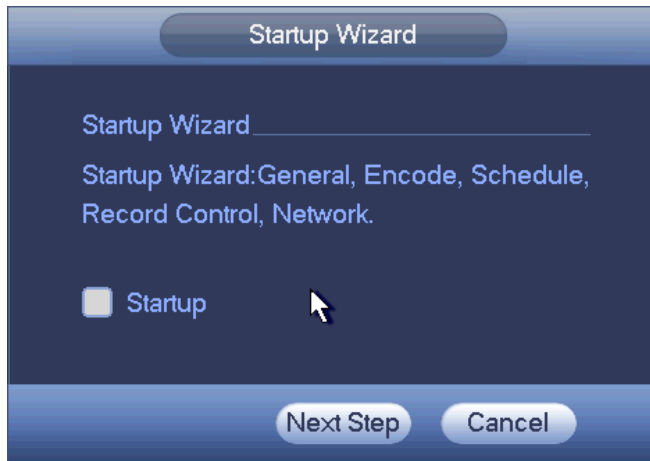 Startup Wizard
Startup Wizard
Startup Wizard:General, Encode, Schedule,
Record Control, Network.
Startup
Next Step Cancel